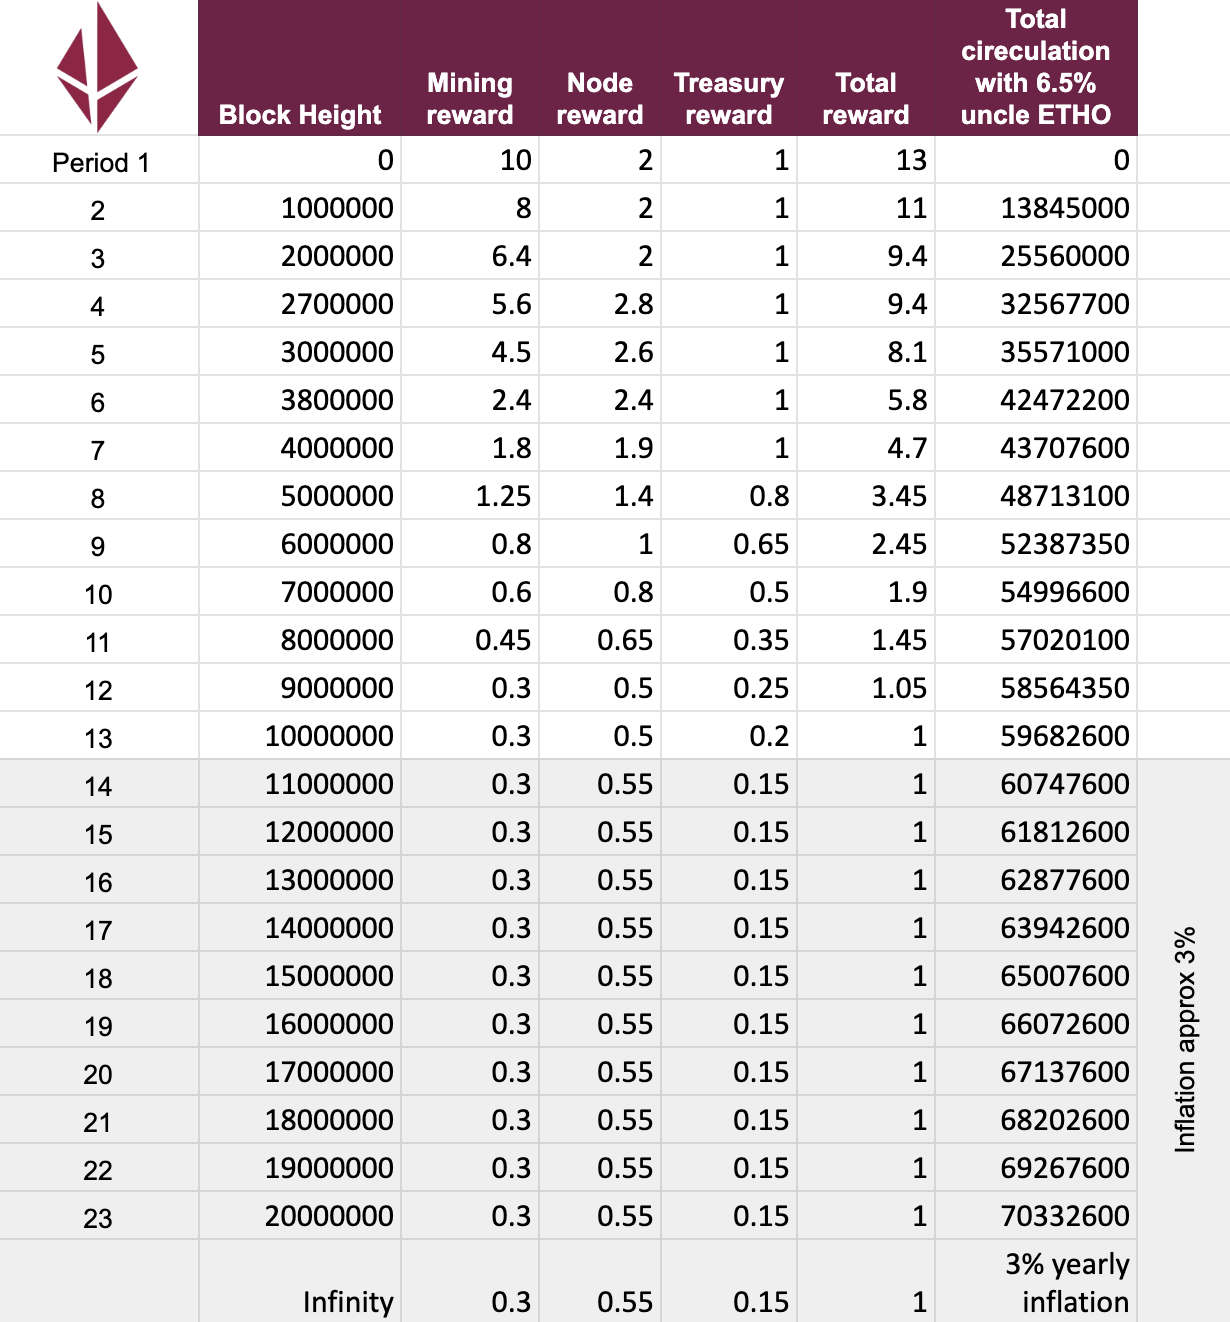 Block Height Mining reward Node reward Treasury reward Total reward Total cireculation with 6.5% uncle ETHO
Period 1 0 10 2 1 13 0
2 1000000 8 2 1 11 13845000
3 2000000 6.4 2 1 9.4 25560000
4 2700000 5.6 2.8 1 9.4 32567700
5 3000000 4.5 2.6 1 8.1 35571000
6 3800000 2.4 2.4 1 5.8 42472200
7 4000000 1.8 1.9 1 4.7 43707600
8 5000000 1.25 1.4 0.8 3.45 48713100
9 6000000 0.8 1 0.65 2.45 52387350
10 7000000 0.6 0.8 0.5 1.9 54996600
11 8000000 0.45 0.65 0.35 1.45 57020100
12 9000000 0.3 0.5 0.25 1.05 58564350
13 10000000 0.3 0.5 0.2 1 59682600
14 11000000 0.3 0.55 0.15 1 60747600
15 12000000 0.3 0.55 0.15 1 61812600
16 13000000 0.3 0.55 0.15 1 62877600
17 14000000 0.3 0.55 0.15 1 63942600
18 15000000 0.3 0.55 0.15 1 65007600
19 16000000 0.3 0.55 0.15 1 66072600
20 17000000 0.3 0.55 0.15 1 67137600
21 18000000 0.3 0.55 0.15 1 68202600
22 19000000 0.3 0.55 0.15 1 69267600
23 20000000 0.3 0.55 0.15 1 70332600
Infinity 0.3 0.55 0.15 1 3% yearly inflation
Inflation approx 3%